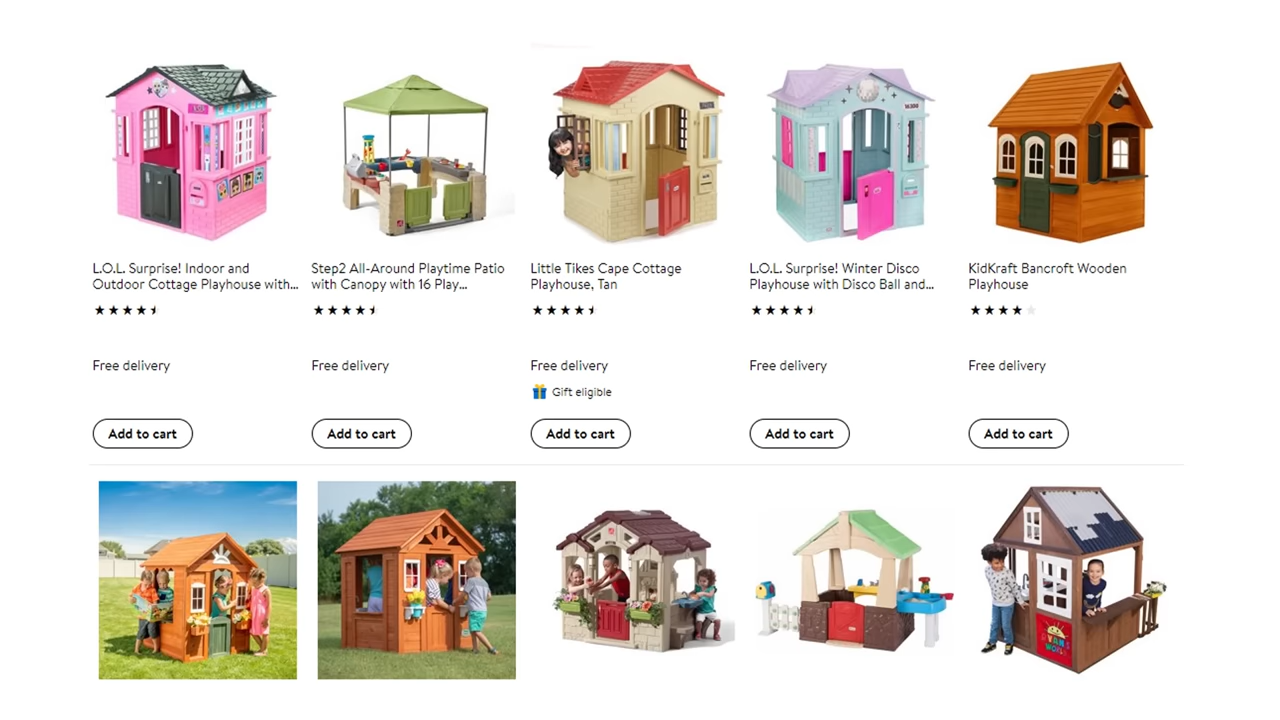 L.O.L. Surprise! Indoor and
Outdoor Cottage Playhouse with...
Step2 All-Around Playtime Patio
with Canopy with 16 Play...
Little Tikes Cape Cottage
Playhouse, Tan
L.O.L. Surprise! Winter Disco
Playhouse with Disco Ball and...
KidKraft Bancroft Wooden
Playhouse
Free delivery
Free delivery
Free delivery
Free delivery
Free delivery
Gift eligible
Add to cart
Add to cart
Add to cart
Add to cart
Add to cart